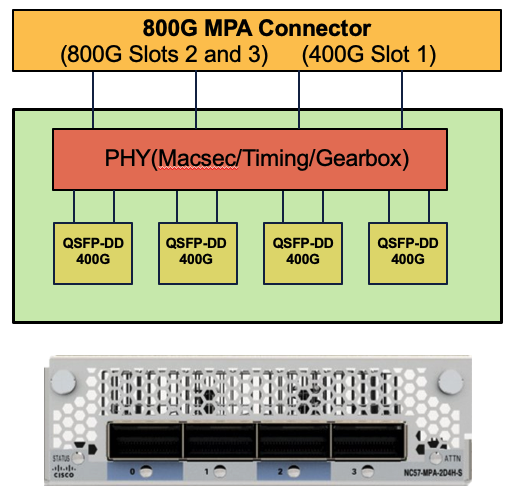 800G MPA Connector
(800G Slots 2 and 3) (400G Slot 1)
PHY(Macsec/Timing/Gearbox)
QSFP-DD 400G
QSFP-DD 400G
QSFP-DD 400G
QSFP-DD 400G
STATUS
CISCO
0 1 2 3
ATTN
NC57-MPA-2D4H-S